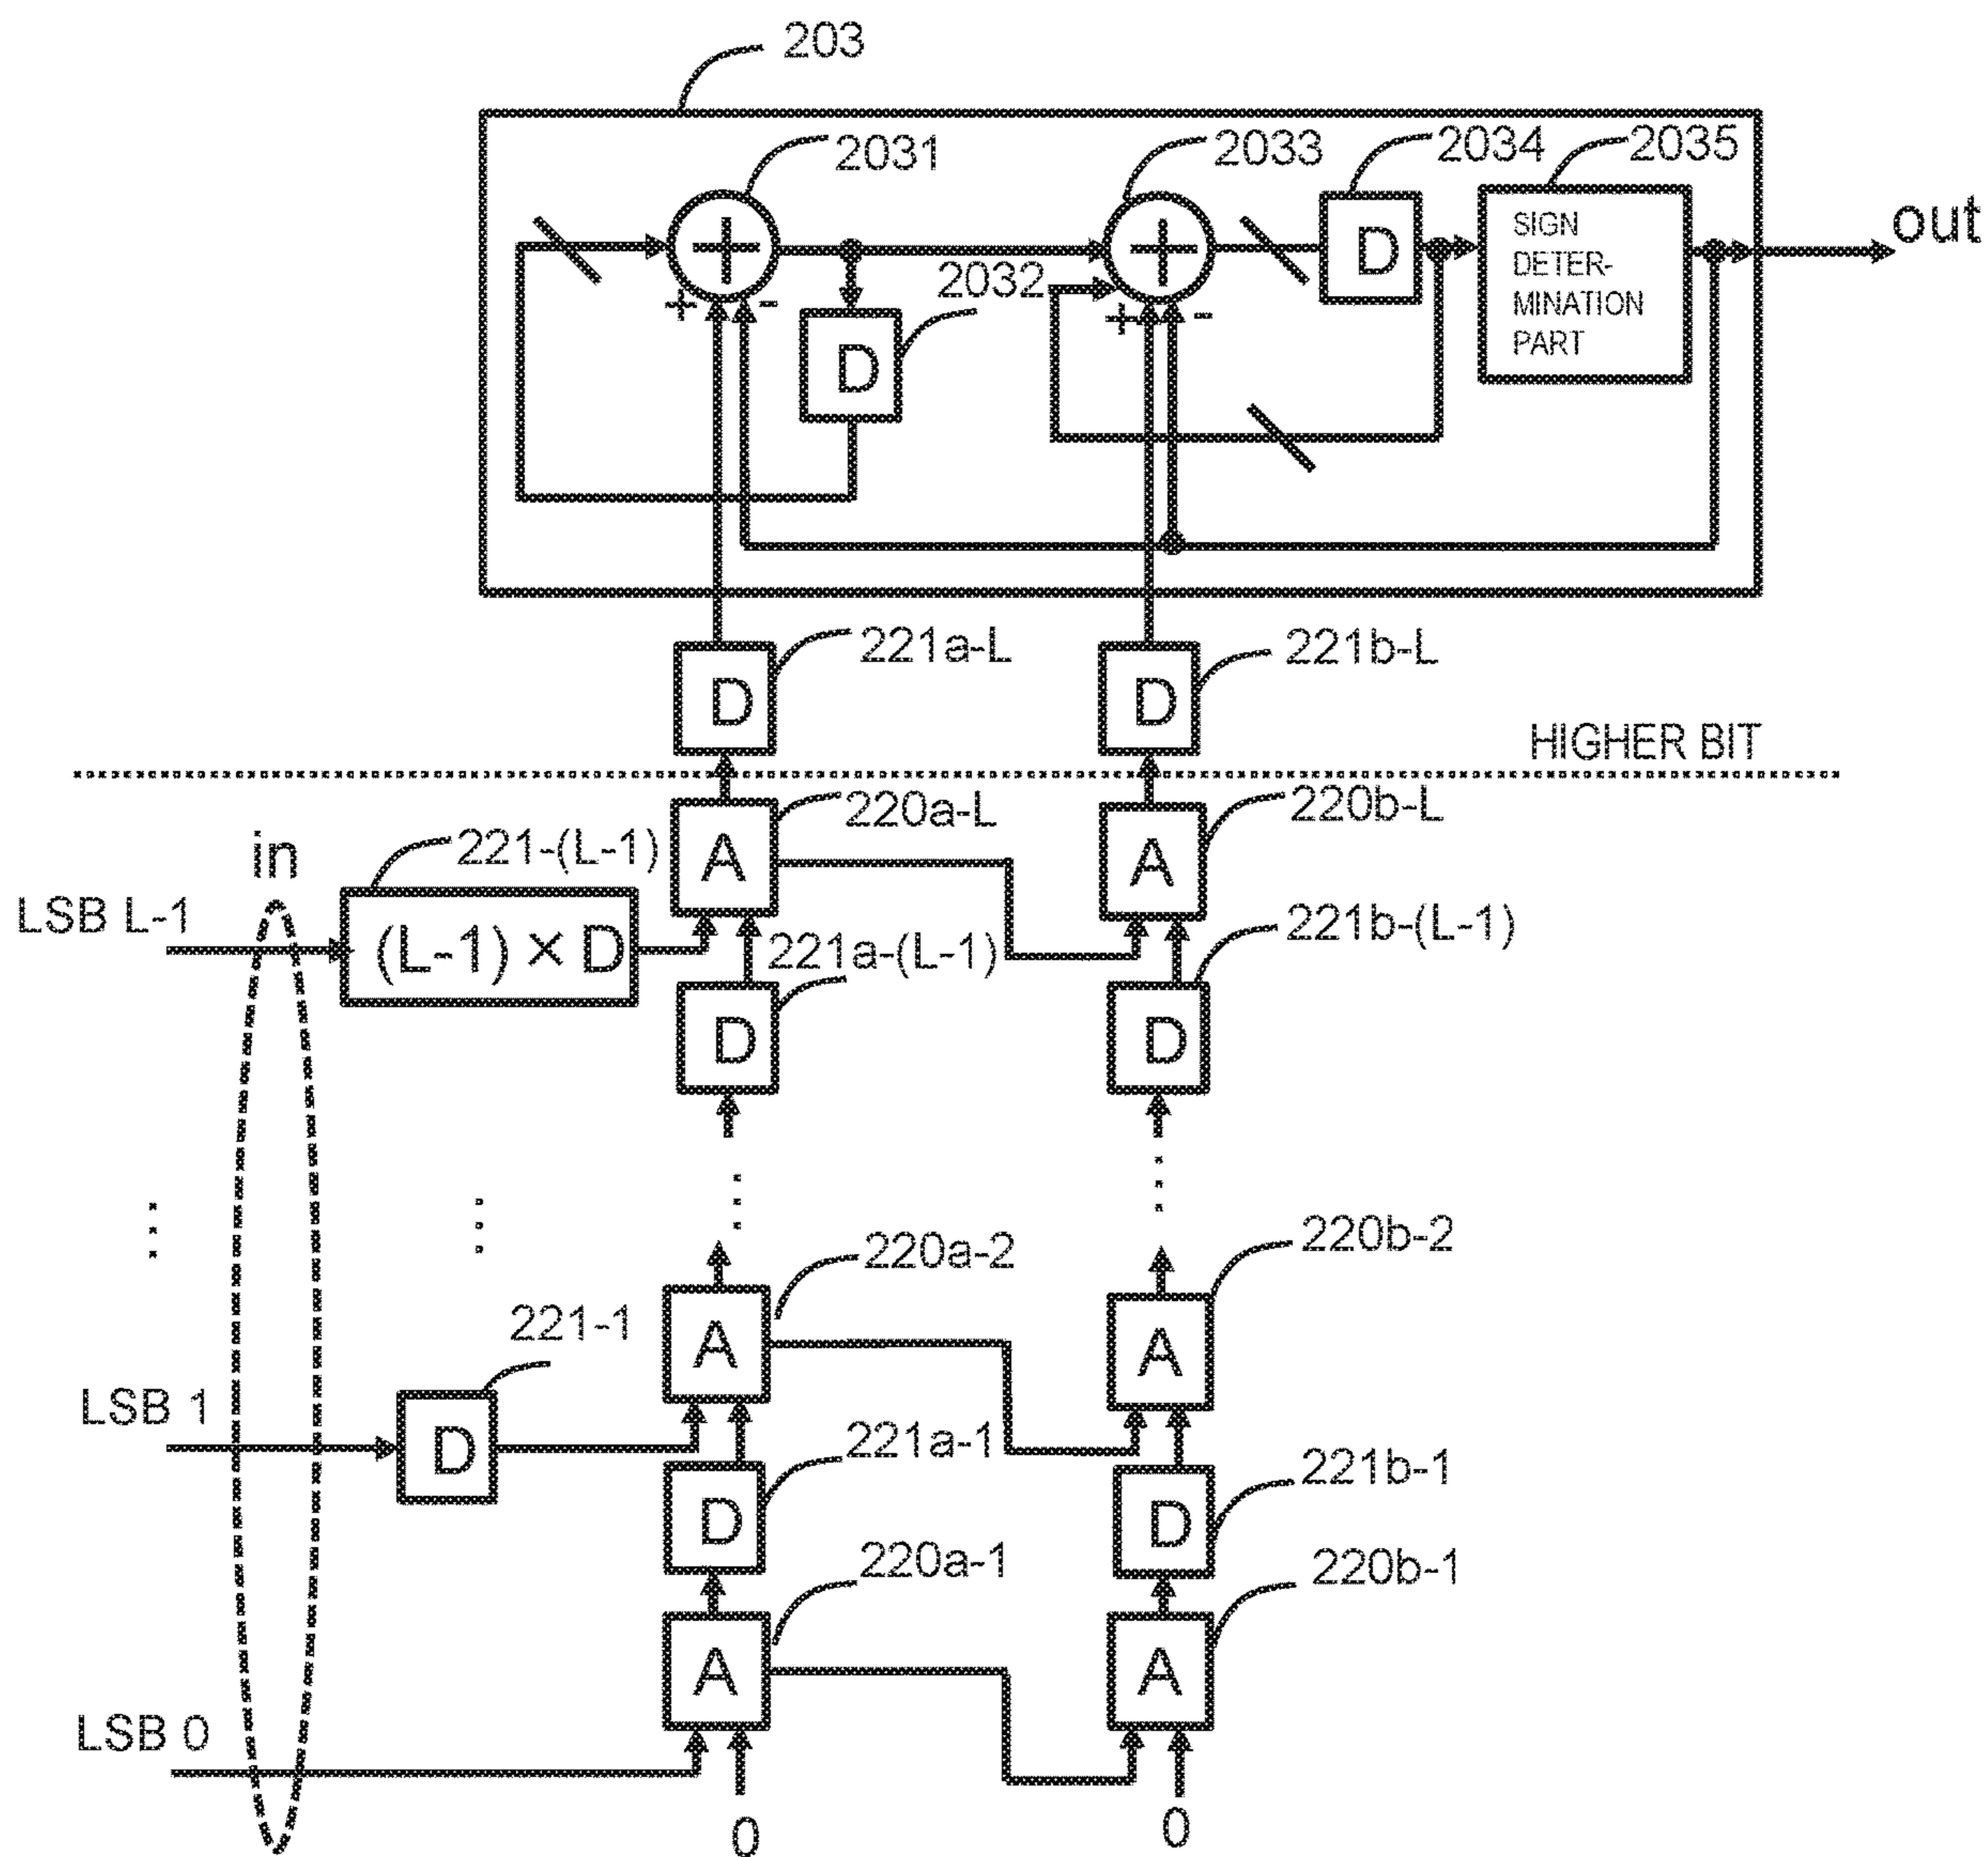 203
2031
2033
2034
2035
+
+
D
SIGN
DETER-
MINATION
PART
out
2032
+
-
+
-
D
221a-L
221b-L
D
D
HIGHER BIT
220a-L
220b-L
in
221-(L-1)
A
A
LSB L-1
(L-1) × D
221a-(L-1)
221b-(L-1)
D
D
220a-2
220b-2
221-1
A
A
LSB 1
D
221a-1
221b-1
D
D
220a-1
220b-1
A
A
LSB 0
0
0